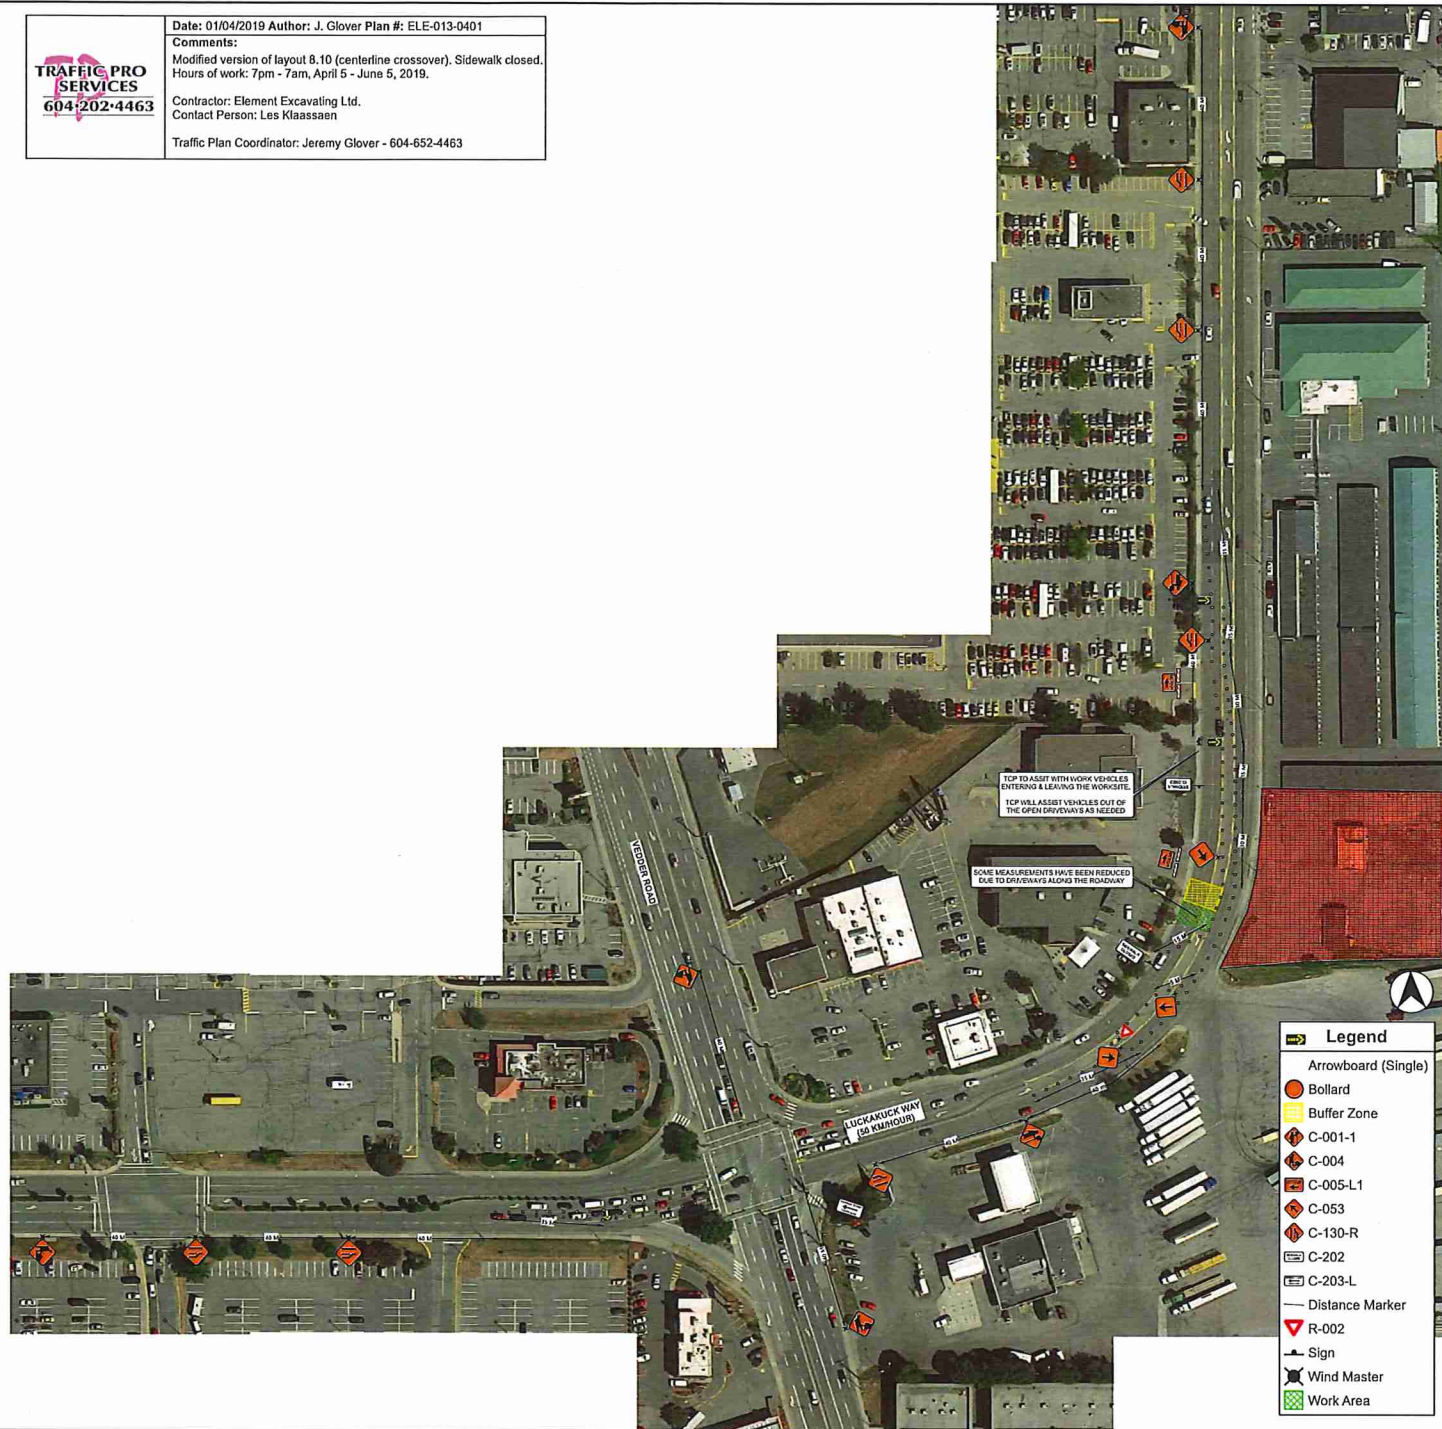 TRAFFIC PRO
SERVICES
604•202•4463
Date: 01/04/2019 Author: J. Glover Plan #: ELE-013-0401
Comments:
Modified version of layout 8.10 (centerline crossover). Sidewalk closed.
Hours of work: 7pm - 7am, April 5 - June 5, 2019.
Contractor: Element Excavating Ltd.
Contact Person: Les Klaassaen
Traffic Plan Coordinator: Jeremy Glover - 604-652-4463
TCP TO ASSIT WITH WORK VEHICLES
ENTERING & LEAVING THE WORKSITE.
TCP WILL ASSIST VEHICLES OUT OF
THE OPEN DRIVEWAYS AS NEEDED
SOME MEASUREMENTS HAVE BEEN REDUCED
DUE TO DRIVEWAYS ALONG THE ROADWAY
VEDDER ROAD
LUCKAKUCK WAY
(50 KM/HOUR)
40 M
40 M
40 M
Legend
Arrowboard (Single)
Bollard
Buffer Zone
C-001-1
C-004
C-005-L1
C-053
C-130-R
C-202
C-203-L
Distance Marker
R-002
Sign
Wind Master
Work Area